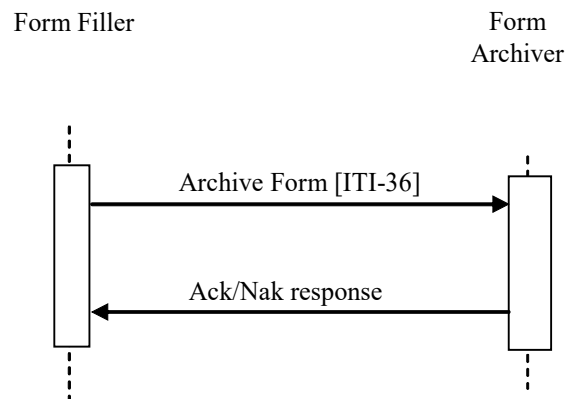 Form Filler
Form
Archiver
Archive Form [ITI-36]
Ack/Nak response